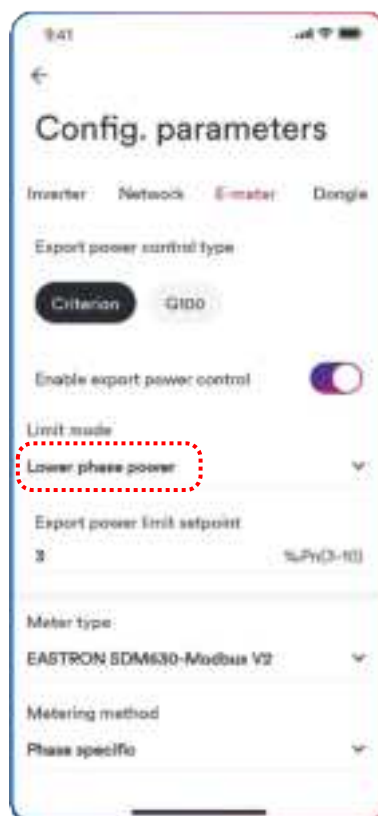 9:41
Config. parameters
Inverter Network E-meter Dongle
Export power control type
Criterion G100
Enable export power control
Limit mode
Lower phase power
Export power limit setpoint
3 %Pn(3-10)
Meter type
EASTRON SDM630-Modbus V2
Metering method
Phase specific